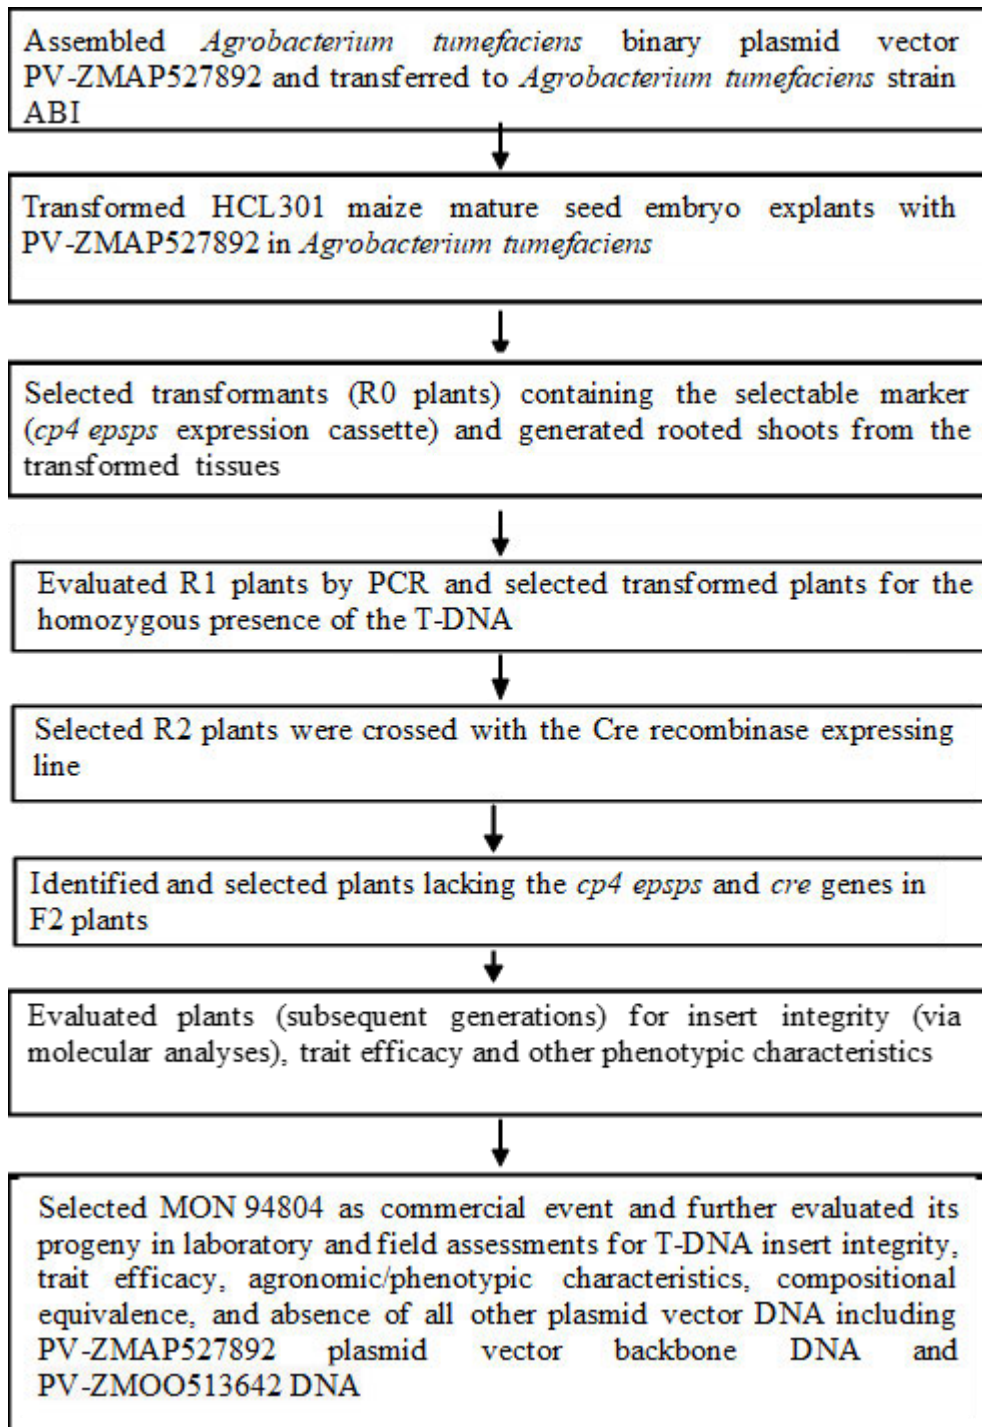 Assembled Agrobacterium tumefaciens binary plasmid vector
PV-ZMAP527892 and transferred to Agrobacterium tumefaciens strain
ABI
Transformed HCL301 maize mature seed embryo explants with
PV-ZMAP527892 in Agrobacterium tumefaciens
Selected transformants (R0 plants) containing the selectable marker
(cp4 epsps expression cassette) and generated rooted shoots from the
transformed tissues
Evaluated R1 plants by PCR and selected transformed plants for the
homozygous presence of the T-DNA
Selected R2 plants were crossed with the Cre recombinase expressing
line
Identified and selected plants lacking the cp4 epsps and cre genes in
F2 plants
Evaluated plants (subsequent generations) for insert integrity (via
molecular analyses), trait efficacy and other phenotypic characteristics
Selected MON 94804 as commercial event and further evaluated its
progeny in laboratory and field assessments for T-DNA insert integrity,
trait efficacy, agronomic/phenotypic characteristics, compositional
equivalence, and absence of all other plasmid vector DNA including
PV-ZMAP527892 plasmid vector backbone DNA and
PV-ZMOO513642 DNA